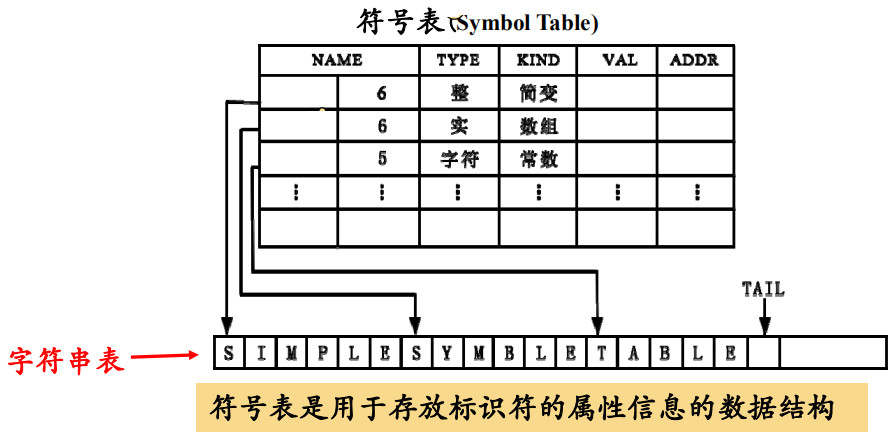 符号表(Symbol Table)
NAME TYPE KIND VAL ADDR
6 整 简变
6 实 数组
5 字符 常数
⋮ ⋮ ⋮ ⋮ ⋮ ⋮
TAIL
字符串表 S I M P L E S Y M B L E T A B L E
符号表是用于存放标识符的属性信息的数据结构